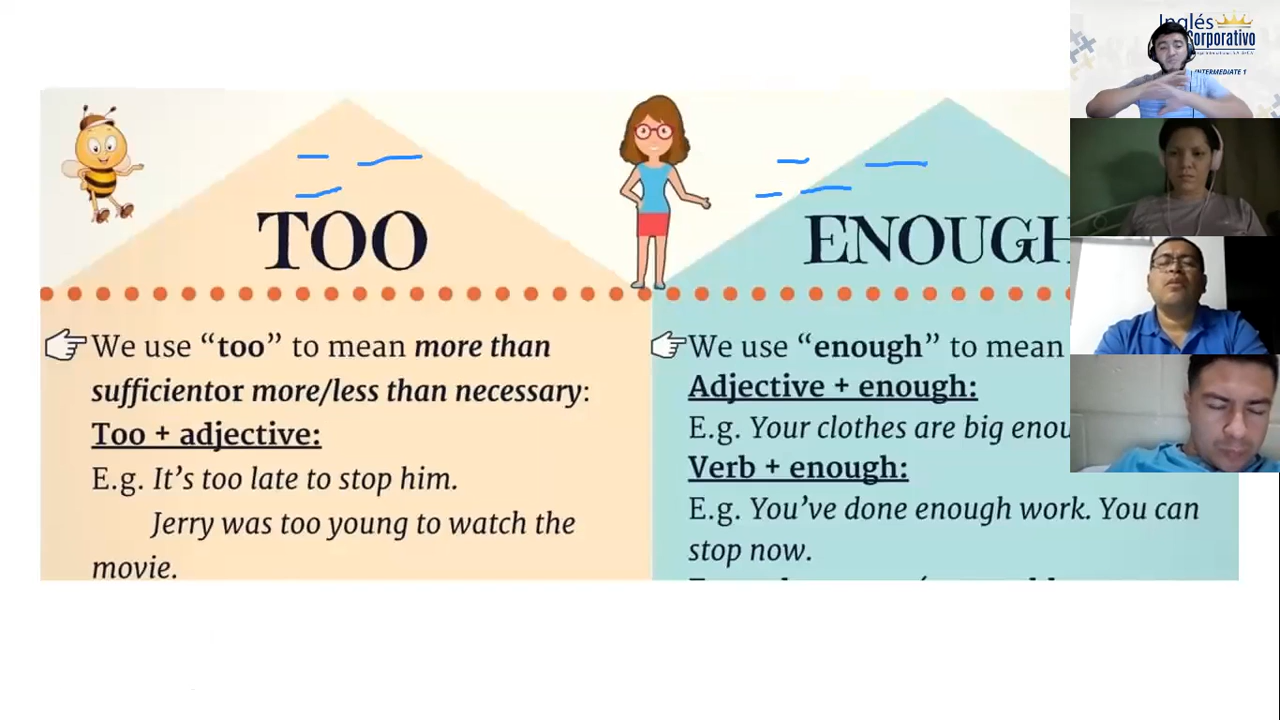 Inglés
Corporativo
INTERMEDIATE 1
TOO
We use “too” to mean more than
sufficientor more/less than necessary:
Too + adjective:
E.g. It’s too late to stop him.
Jerry was too young to watch the
movie.
ENOUGH
We use “enough” to mean
Adjective + enough:
E.g. Your clothes are big enou
Verb + enough:
E.g. You’ve done enough work. You can
stop now.